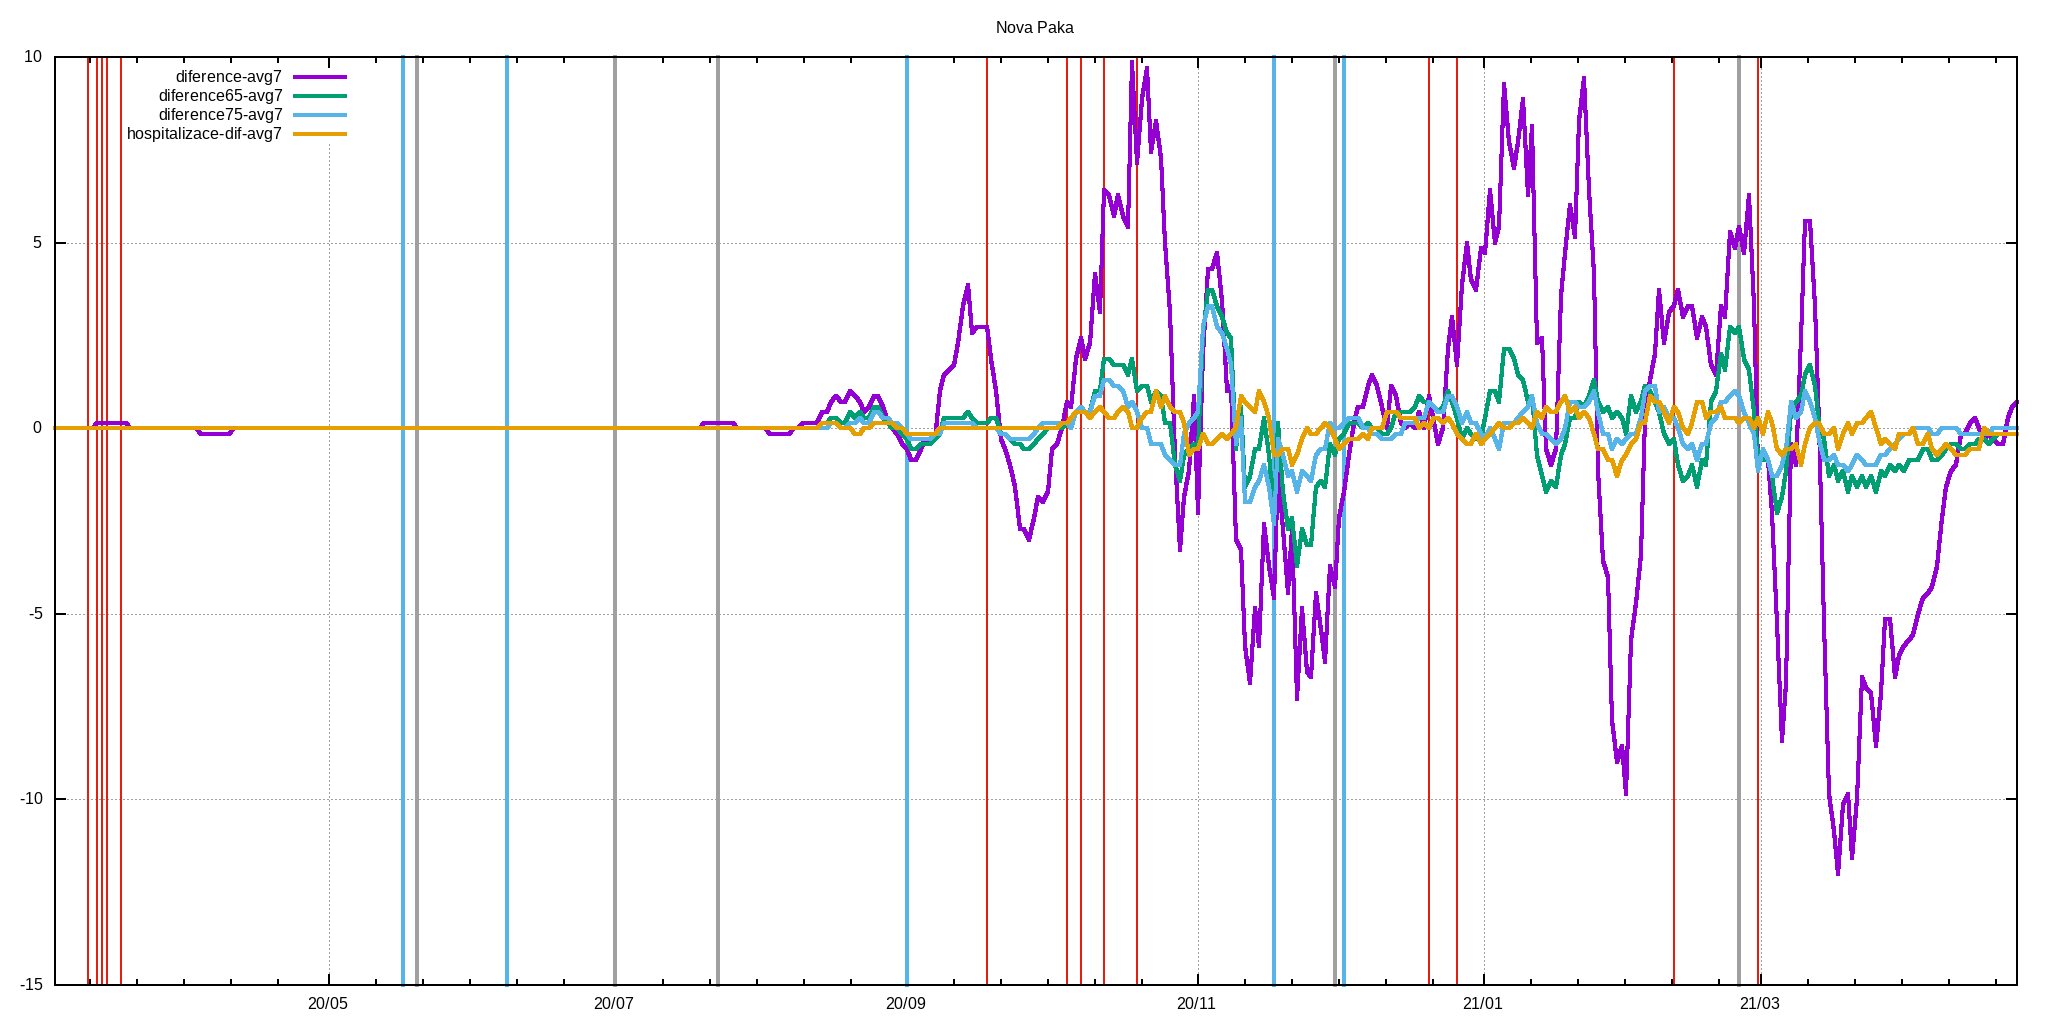 Nova Paka
10
5
0
-5
-10
-15
diference-avg7
diference65-avg7
diference75-avg7
hospitalizace-dif-avg7
20/05
20/07
20/09
20/11
21/01
21/03